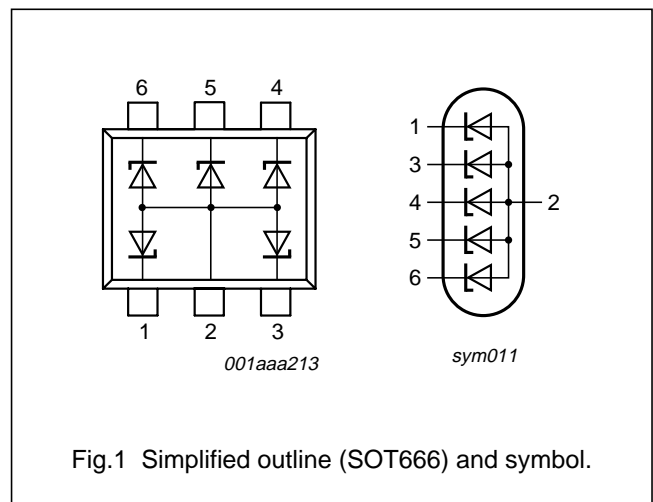 6 5 4
1 2 3
001aaa213
1
3
4 2
5
6
sym011
Fig.1 Simplified outline (SOT666) and symbol.